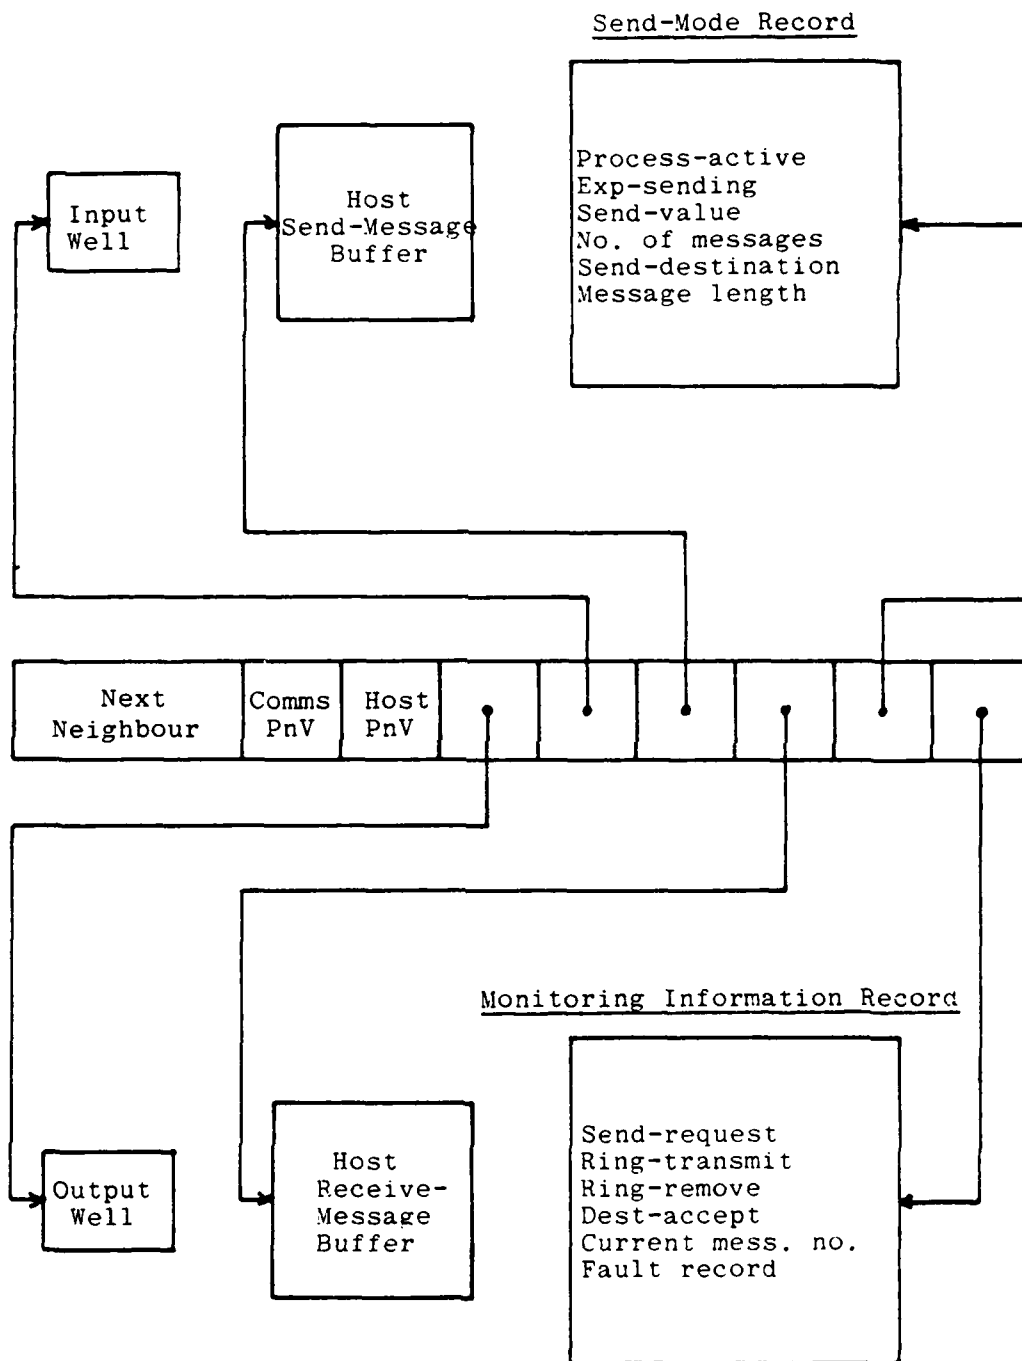 Send-Mode Record
Process-active
Exp-sending
Send-value
No. of messages
Send-destination
Message length
Host
Send-Message
Buffer
Input
Well
Next
Neighbour
Comms
PnV
Host
PnV
Monitoring Information Record
Send-request
Ring-transmit
Ring-remove
Dest-accept
Current mess. no.
Fault record
Host
Receive-
Message
Buffer
Output
Well